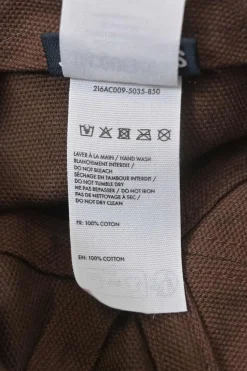 216AC009-5035-850
LAVER À LA MAIN / HAND WASH
BLANCHIMENT INTERDIT /
DO NOT BLEACH
SÉCHAGE EN TAMBOUR INTERDIT /
DO NOT TUMBLE DRY
NE PAS REPASSER / DO NOT IRON
PAS DE NETTOYAGE À SEC /
DO NOT DRY CLEAN
FR: 100% COTON
EN: 100% COTTON